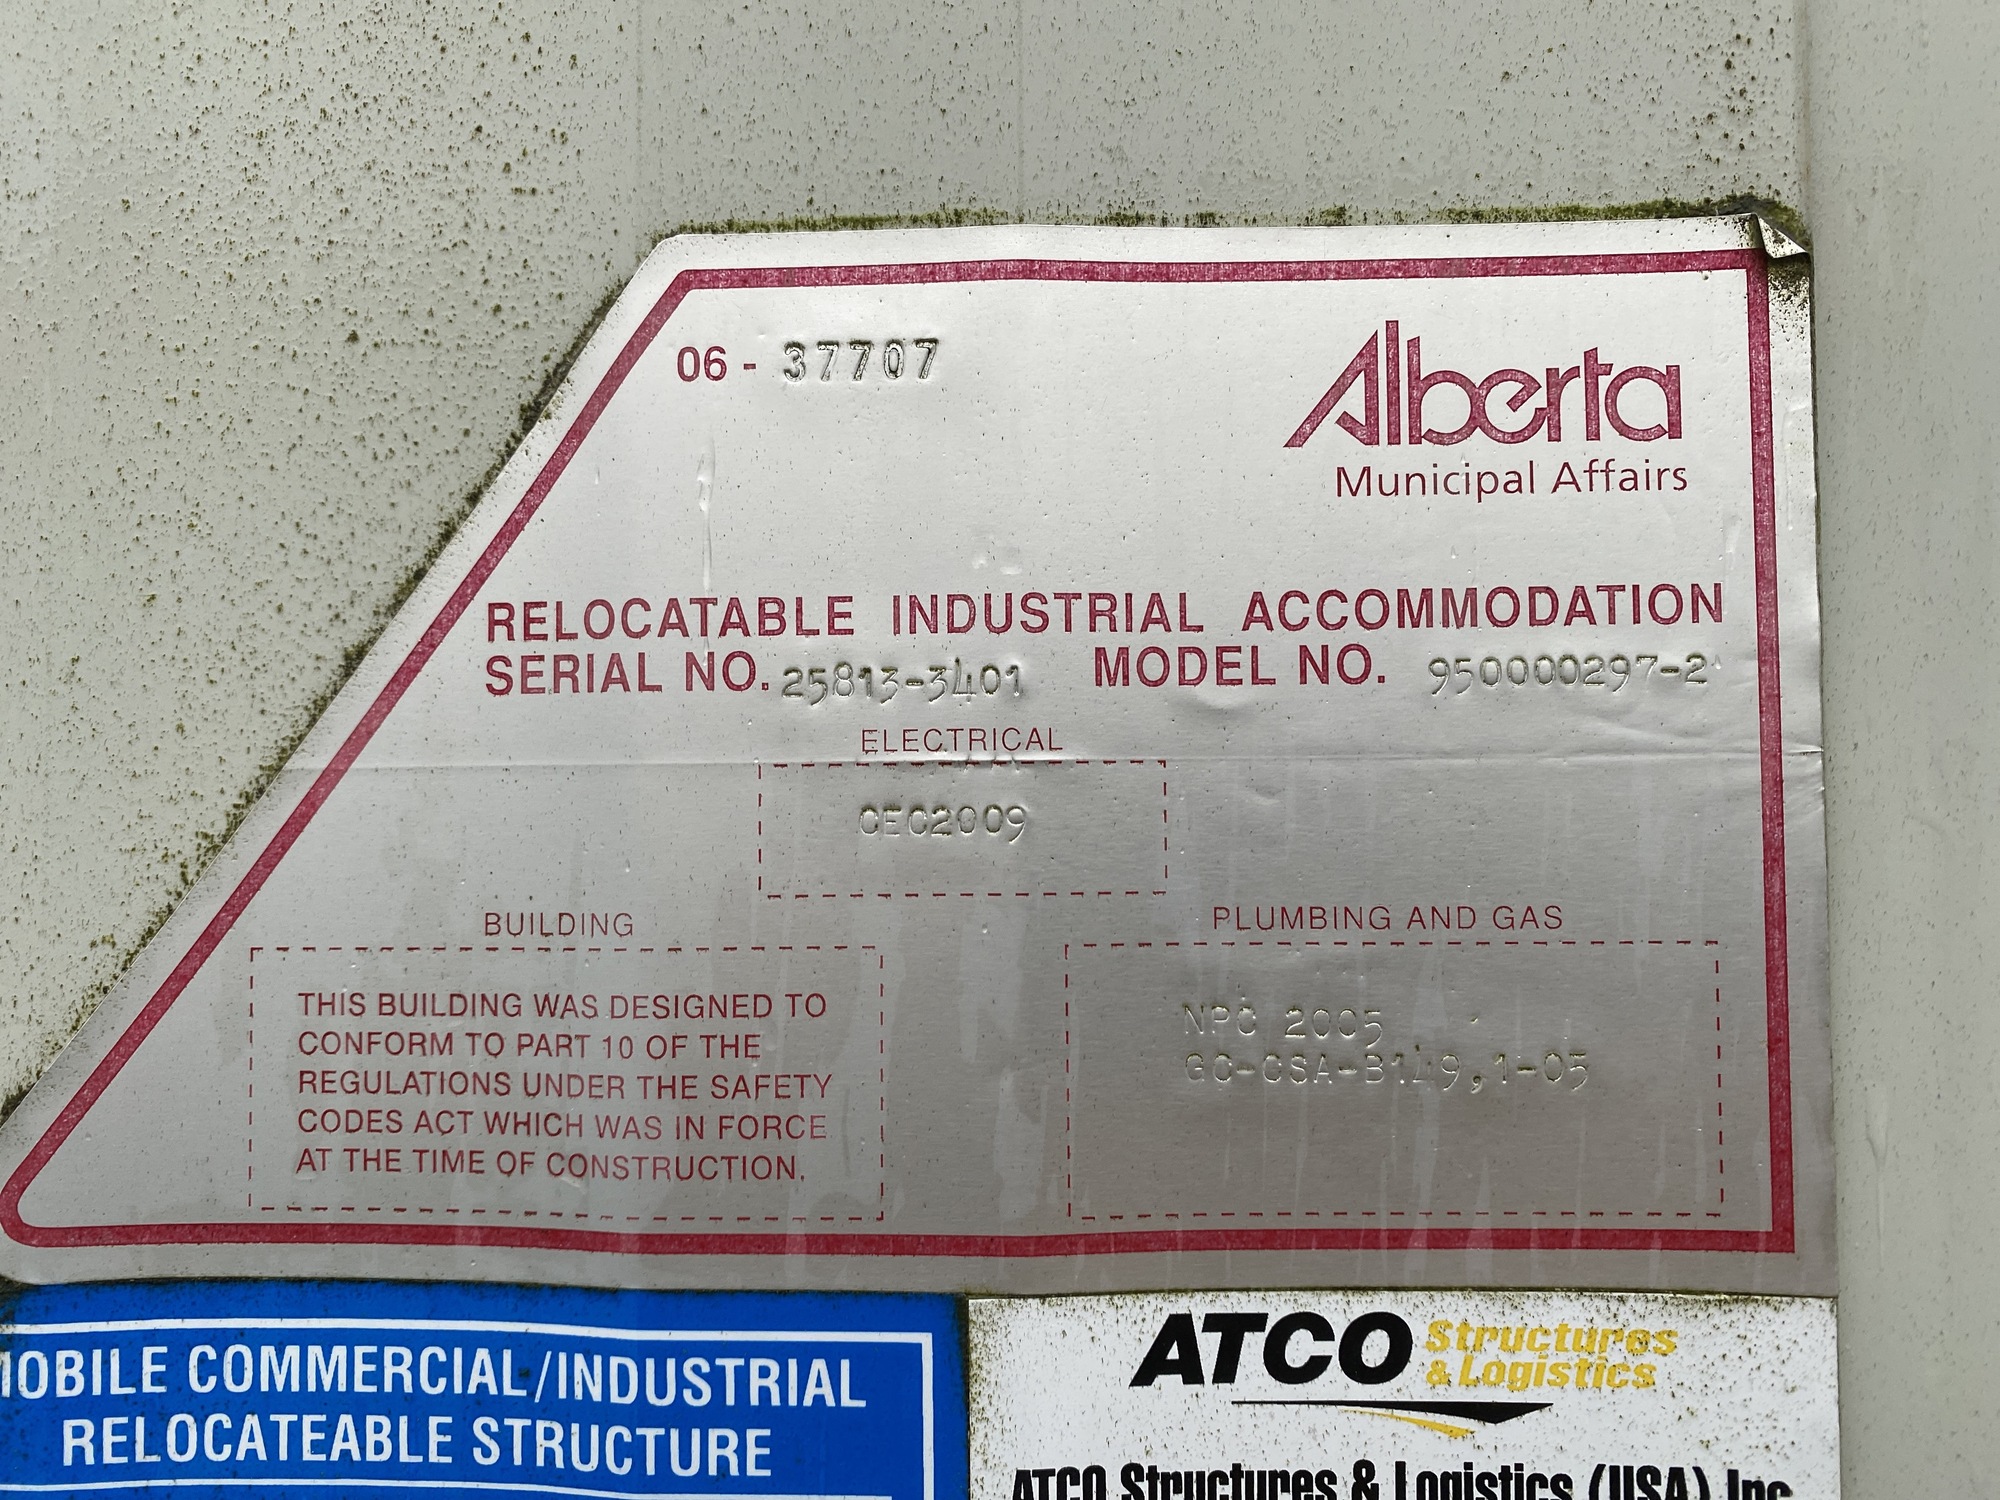 06 - 37707
Alberta
Municipal Affairs
RELOCATABLE INDUSTRIAL ACCOMMODATION
SERIAL NO. 25813-3401 MODEL NO. 950000297-2
ELECTRICAL
CEC2009
BUILDING
THIS BUILDING WAS DESIGNED TO
CONFORM TO PART 10 OF THE
REGULATIONS UNDER THE SAFETY
CODES ACT WHICH WAS IN FORCE
AT THE TIME OF CONSTRUCTION.
PLUMBING AND GAS
NPC 2005
GC-CSA-B149,1-05
MOBILE COMMERCIAL/INDUSTRIAL
RELOCATEABLE STRUCTURE
ATCO Structures
& Logistics
ATCO Structures & Logistics (USA) Inc.